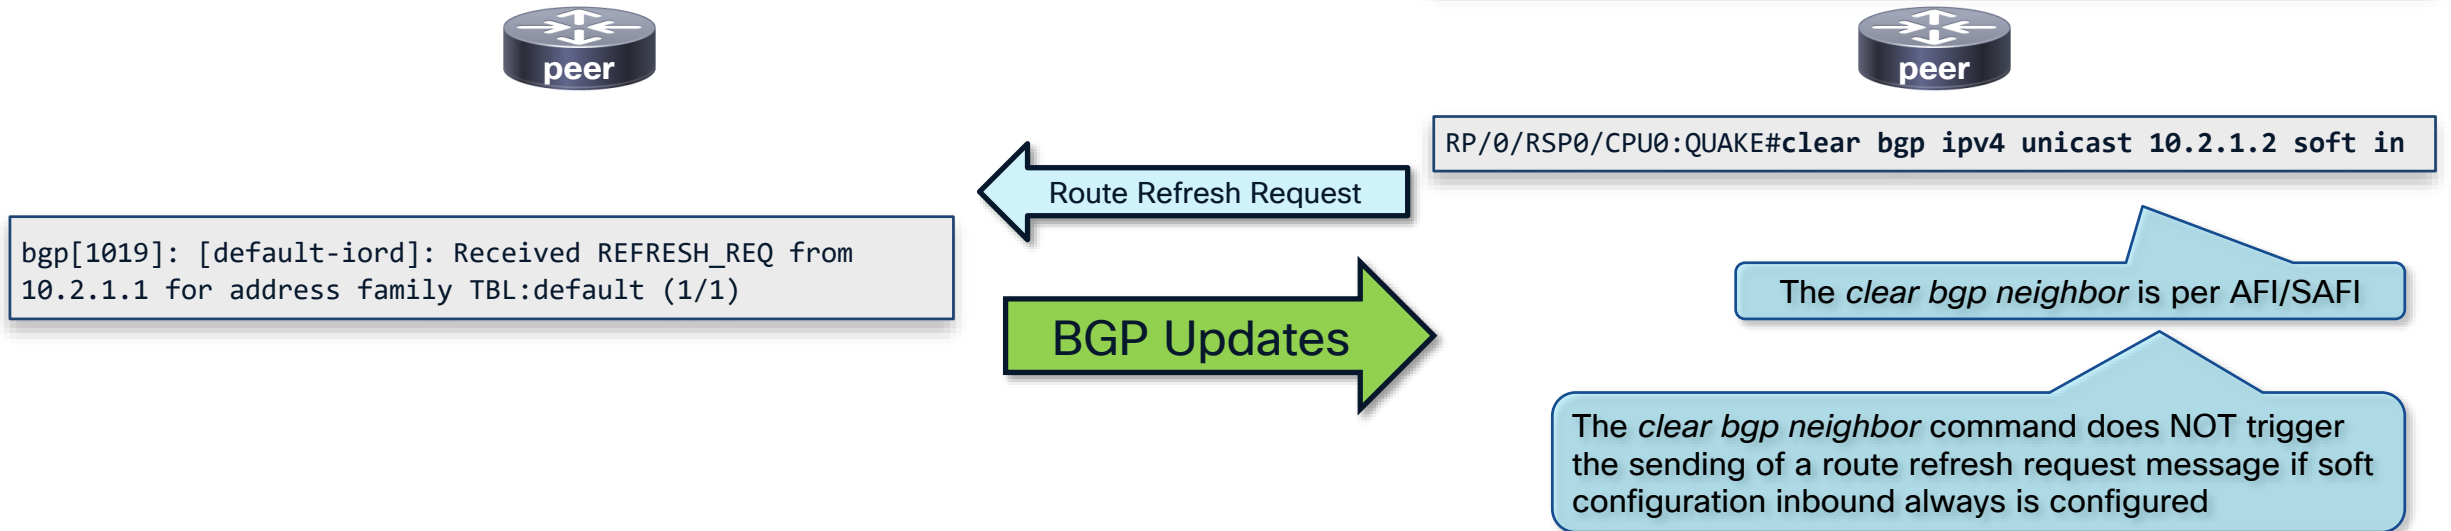 peer
peer
RP/0/RSP0/CPU0:QUAKE#clear bgp ipv4 unicast 10.2.1.2 soft in
Route Refresh Request
bgp[1019]: [default-iord]: Received REFRESH_REQ from
10.2.1.1 for address family TBL:default (1/1)
The clear bgp neighbor is per AFI/SAFI
BGP Updates
The clear bgp neighbor command does NOT trigger
the sending of a route refresh request message if soft
configuration inbound always is configured